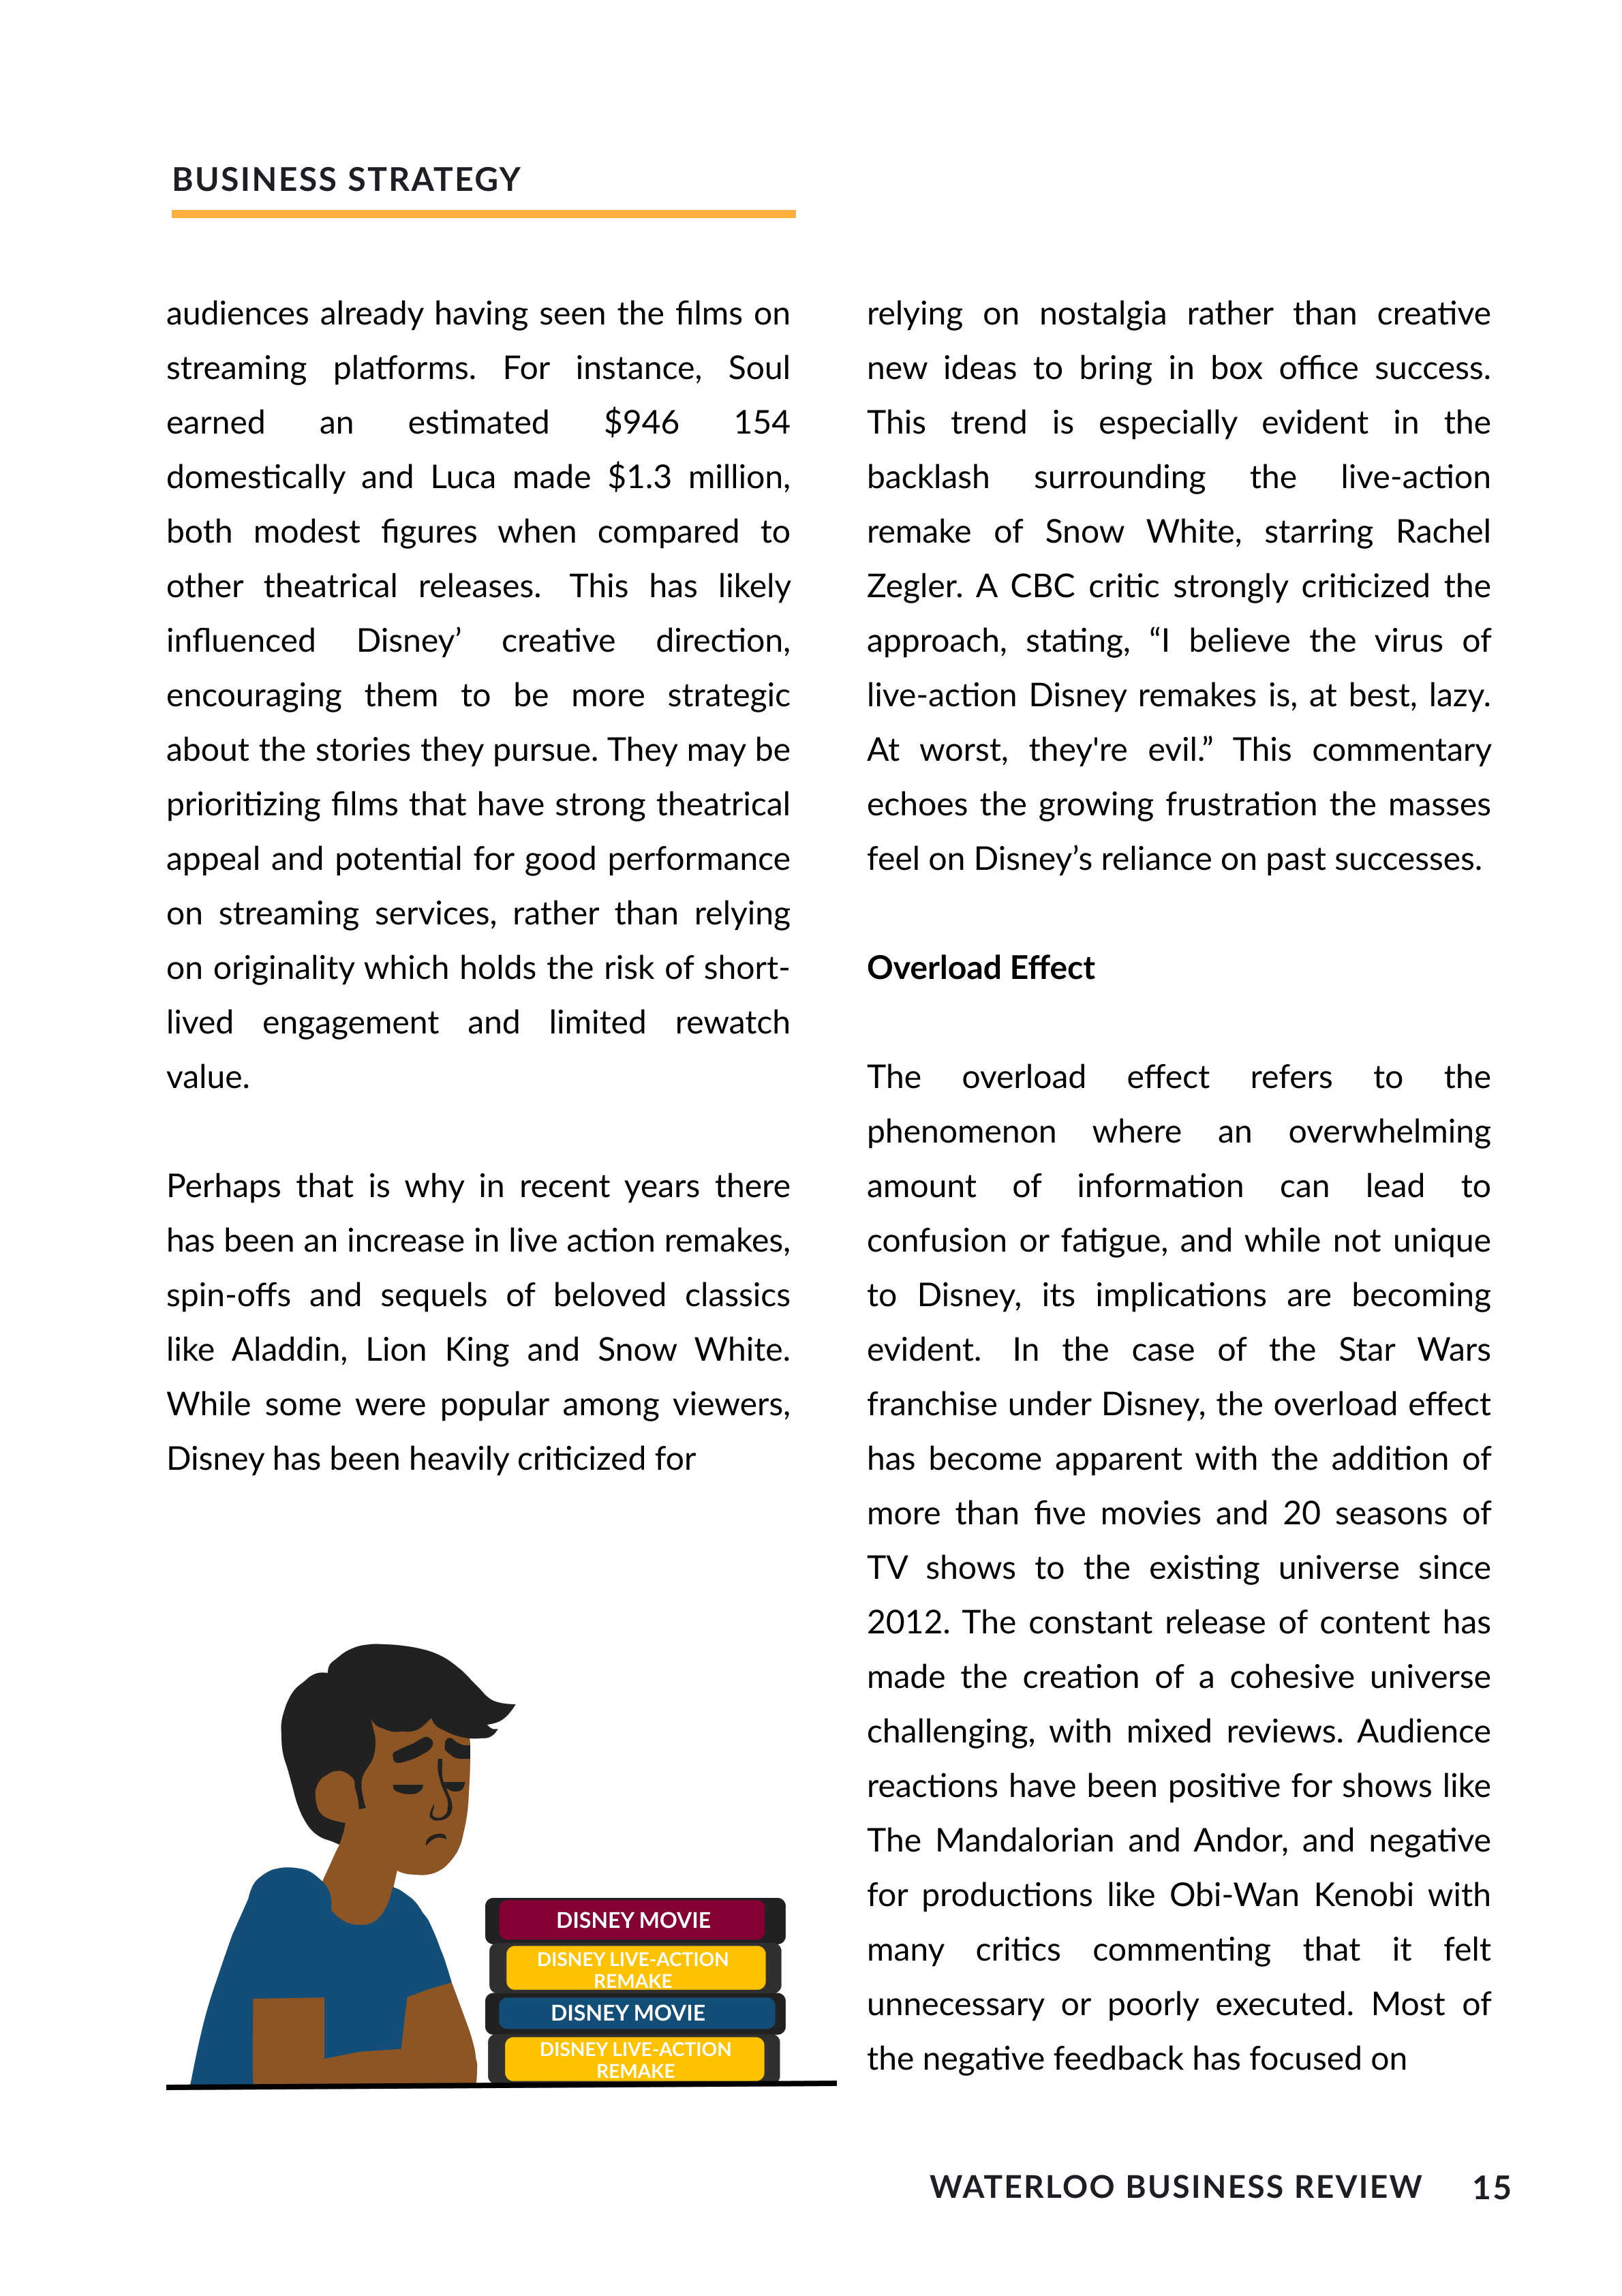 BUSINESS STRATEGY
audiences already having seen the films on
streaming platforms. For instance, Soul
earned an estimated $946 154
domestically and Luca made $1.3 million,
both modest figures when compared to
other theatrical releases. This has likely
influenced Disney’ creative direction,
encouraging them to be more strategic
about the stories they pursue. They may be
prioritizing films that have strong theatrical
appeal and potential for good performance
on streaming services, rather than relying
on originality which holds the risk of short-
lived engagement and limited rewatch
value.
Perhaps that is why in recent years there
has been an increase in live action remakes,
spin-offs and sequels of beloved classics
like Aladdin, Lion King and Snow White.
While some were popular among viewers,
Disney has been heavily criticized for
DISNEY MOVIE
DISNEY LIVE-ACTION
REMAKE
DISNEY MOVIE
DISNEY LIVE-ACTION
REMAKE
relying on nostalgia rather than creative
new ideas to bring in box office success.
This trend is especially evident in the
backlash surrounding the live-action
remake of Snow White, starring Rachel
Zegler. A CBC critic strongly criticized the
approach, stating, “I believe the virus of
live-action Disney remakes is, at best, lazy.
At worst, they're evil.” This commentary
echoes the growing frustration the masses
feel on Disney’s reliance on past successes.
Overload Effect
The overload effect refers to the
phenomenon where an overwhelming
amount of information can lead to
confusion or fatigue, and while not unique
to Disney, its implications are becoming
evident. In the case of the Star Wars
franchise under Disney, the overload effect
has become apparent with the addition of
more than five movies and 20 seasons of
TV shows to the existing universe since
2012. The constant release of content has
made the creation of a cohesive universe
challenging, with mixed reviews. Audience
reactions have been positive for shows like
The Mandalorian and Andor, and negative
for productions like Obi-Wan Kenobi with
many critics commenting that it felt
unnecessary or poorly executed. Most of
the negative feedback has focused on
WATERLOO BUSINESS REVIEW 15